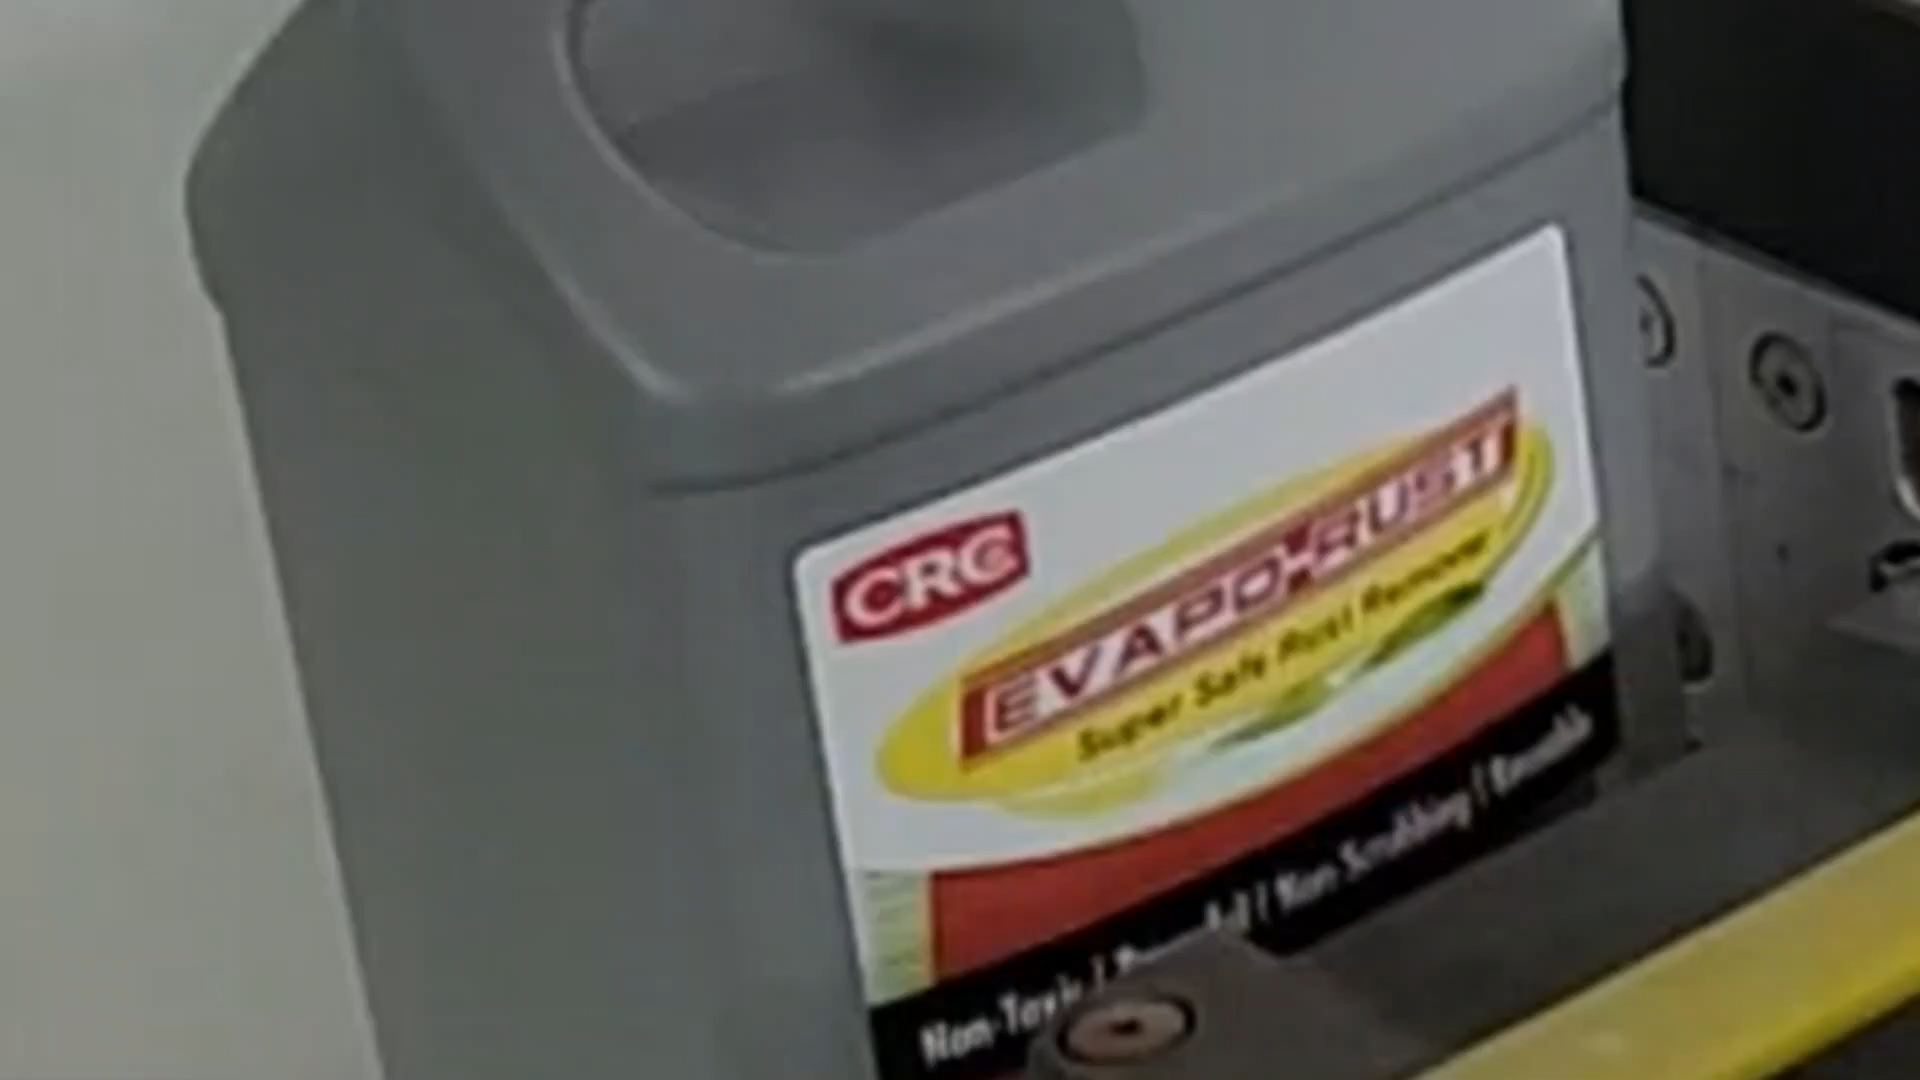 CRC
EVAPO-RUST
Super Safe Rust Remover
Non-Toxic | | Non-Scrubbing | Reusable